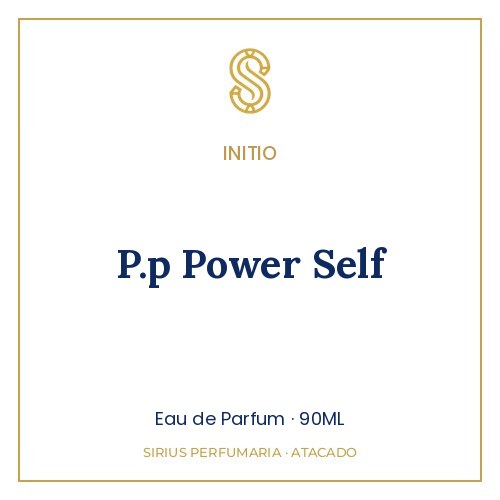 INITIO
P.p Power Self
Eau de Parfum · 90ML
SIRIUS PERFUMARIA · ATACADO